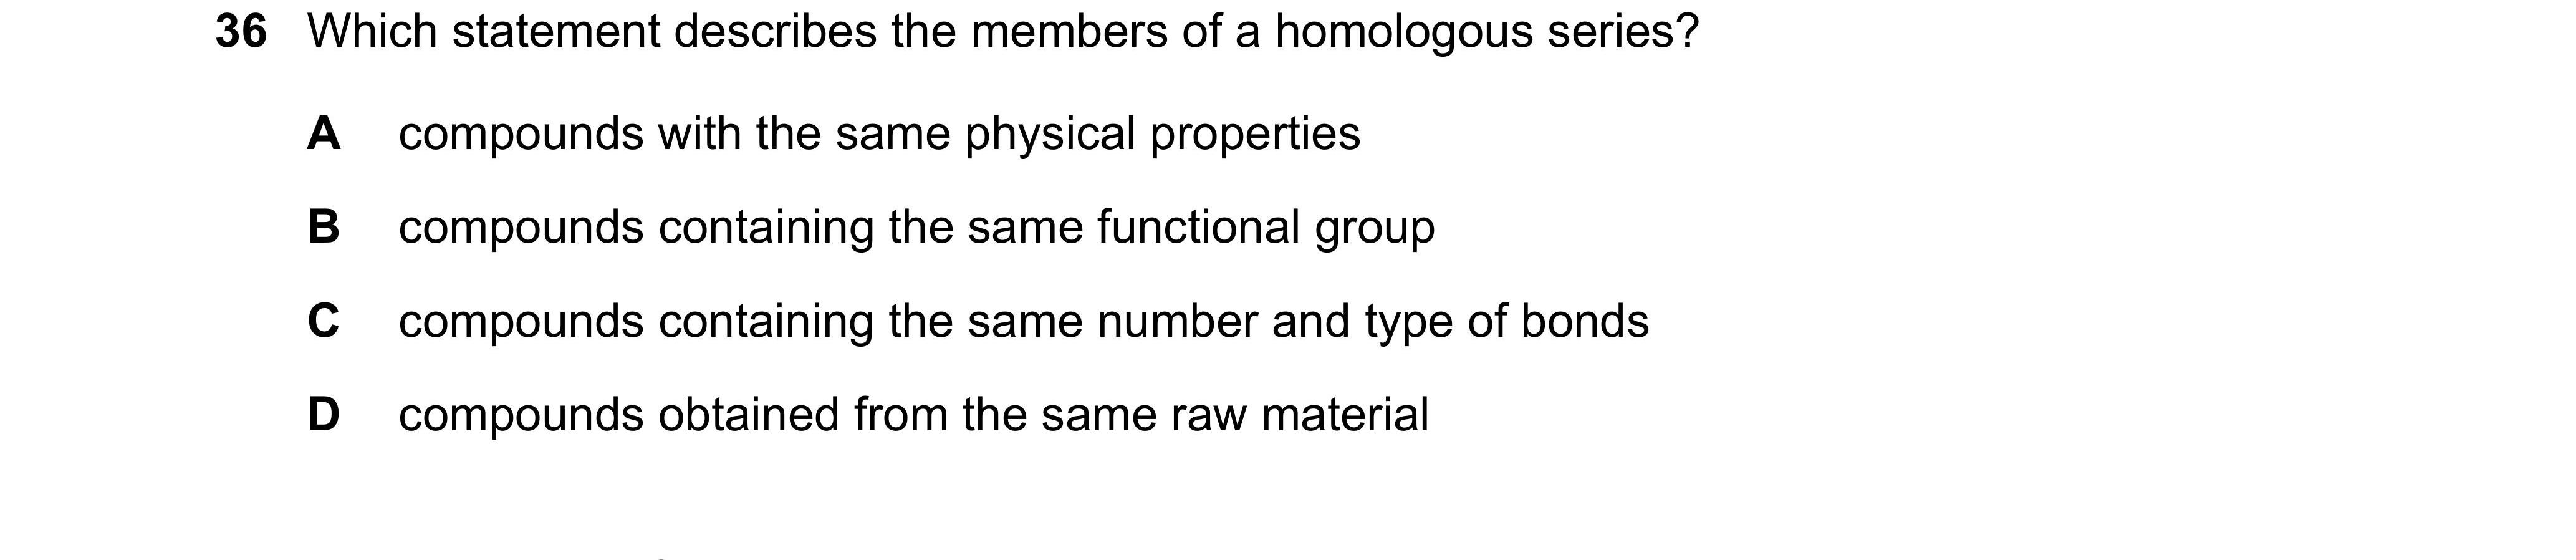 36 Which statement describes the members of a homologous series?
A compounds with the same physical properties
B compounds containing the same functional group
C compounds containing the same number and type of bonds
D compounds obtained from the same raw material